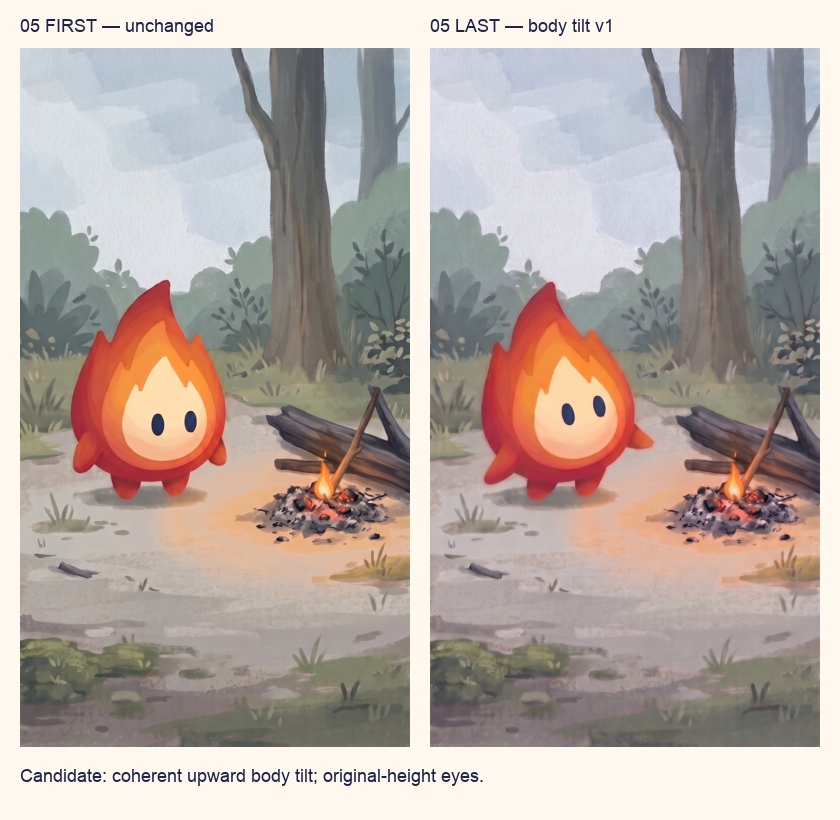 05 FIRST — unchanged
05 LAST — body tilt v1
Candidate: coherent upward body tilt; original-height eyes.